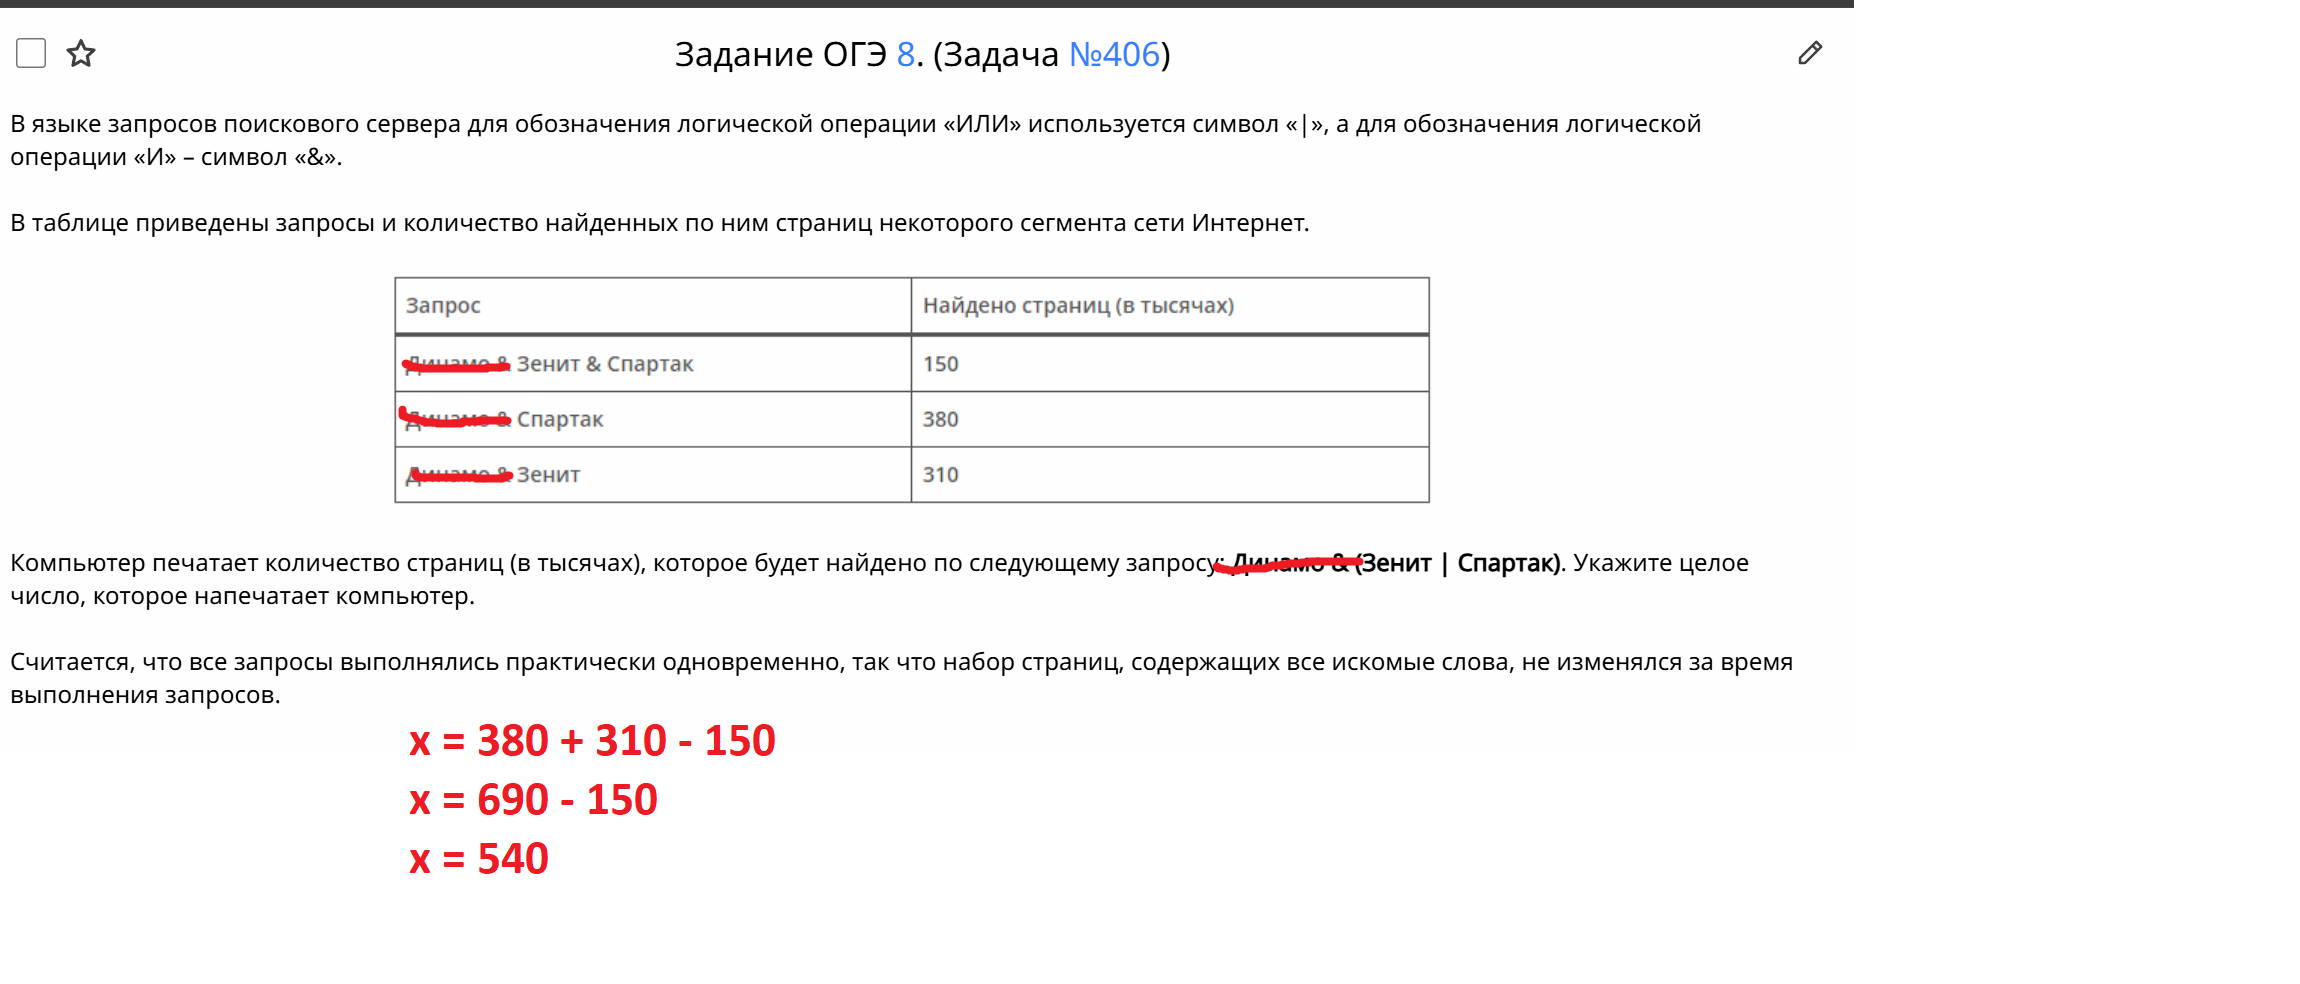 Задание ОГЭ 8. (Задача №406)
В языке запросов поискового сервера для обозначения логической операции «ИЛИ» используется символ «|», а для обозначения логической
операции «И» – символ «&».
В таблице приведены запросы и количество найденных по ним страниц некоторого сегмента сети Интернет.
Запрос Найдено страниц (в тысячах)
Динамо & Зенит & Спартак 150
Динамо & Спартак 380
Динамо & Зенит 310
Компьютер печатает количество страниц (в тысячах), которое будет найдено по следующему запросу: Динамо & (Зенит | Спартак). Укажите целое
число, которое напечатает компьютер.
Считается, что все запросы выполнялись практически одновременно, так что набор страниц, содержащих все искомые слова, не изменялся за время
выполнения запросов.
x = 380 + 310 - 150
x = 690 - 150
x = 540